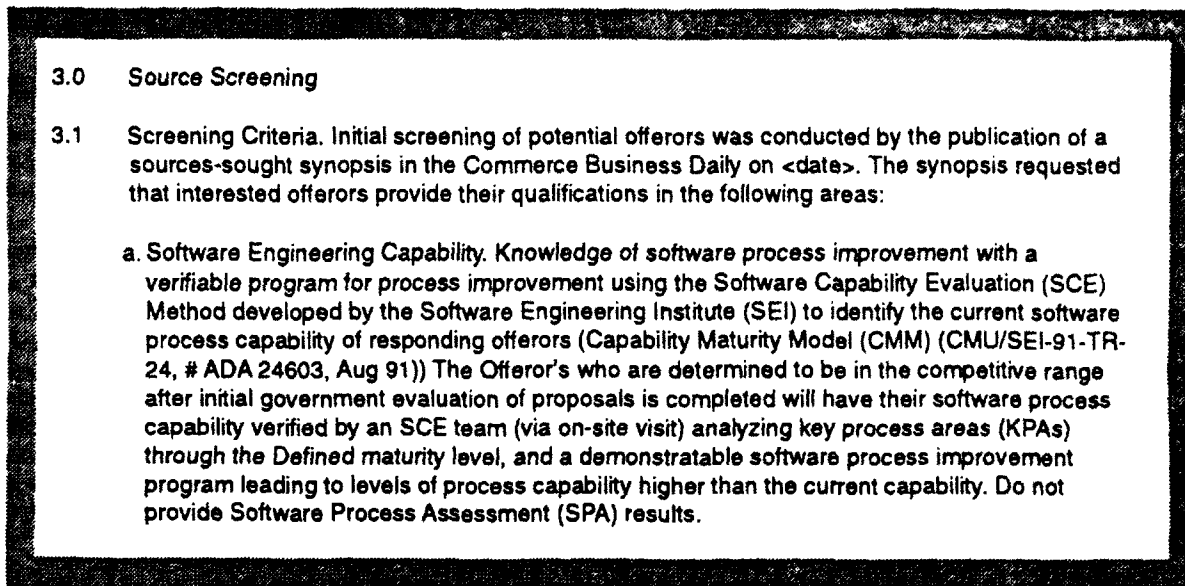 3.0 Source Screening
3.1 Screening Criteria. Initial screening of potential offerors was conducted by the publication of a
sources-sought synopsis in the Commerce Business Daily on <date>. The synopsis requested
that interested offerors provide their qualifications in the following areas:
a. Software Engineering Capability. Knowledge of software process improvement with a
verifiable program for process improvement using the Software Capability Evaluation (SCE)
Method developed by the Software Engineering Institute (SEI) to identify the current software
process capability of responding offerors (Capability Maturity Model (CMM) (CMU/SEI-91-TR-
24, # ADA 24603, Aug 91)) The Offeror's who are determined to be in the competitive range
after initial government evaluation of proposals is completed will have their software process
capability verified by an SCE team (via on-site visit) analyzing key process areas (KPAs)
through the Defined maturity level, and a demonstratable software process improvement
program leading to levels of process capability higher than the current capability. Do not
provide Software Process Assessment (SPA) results.